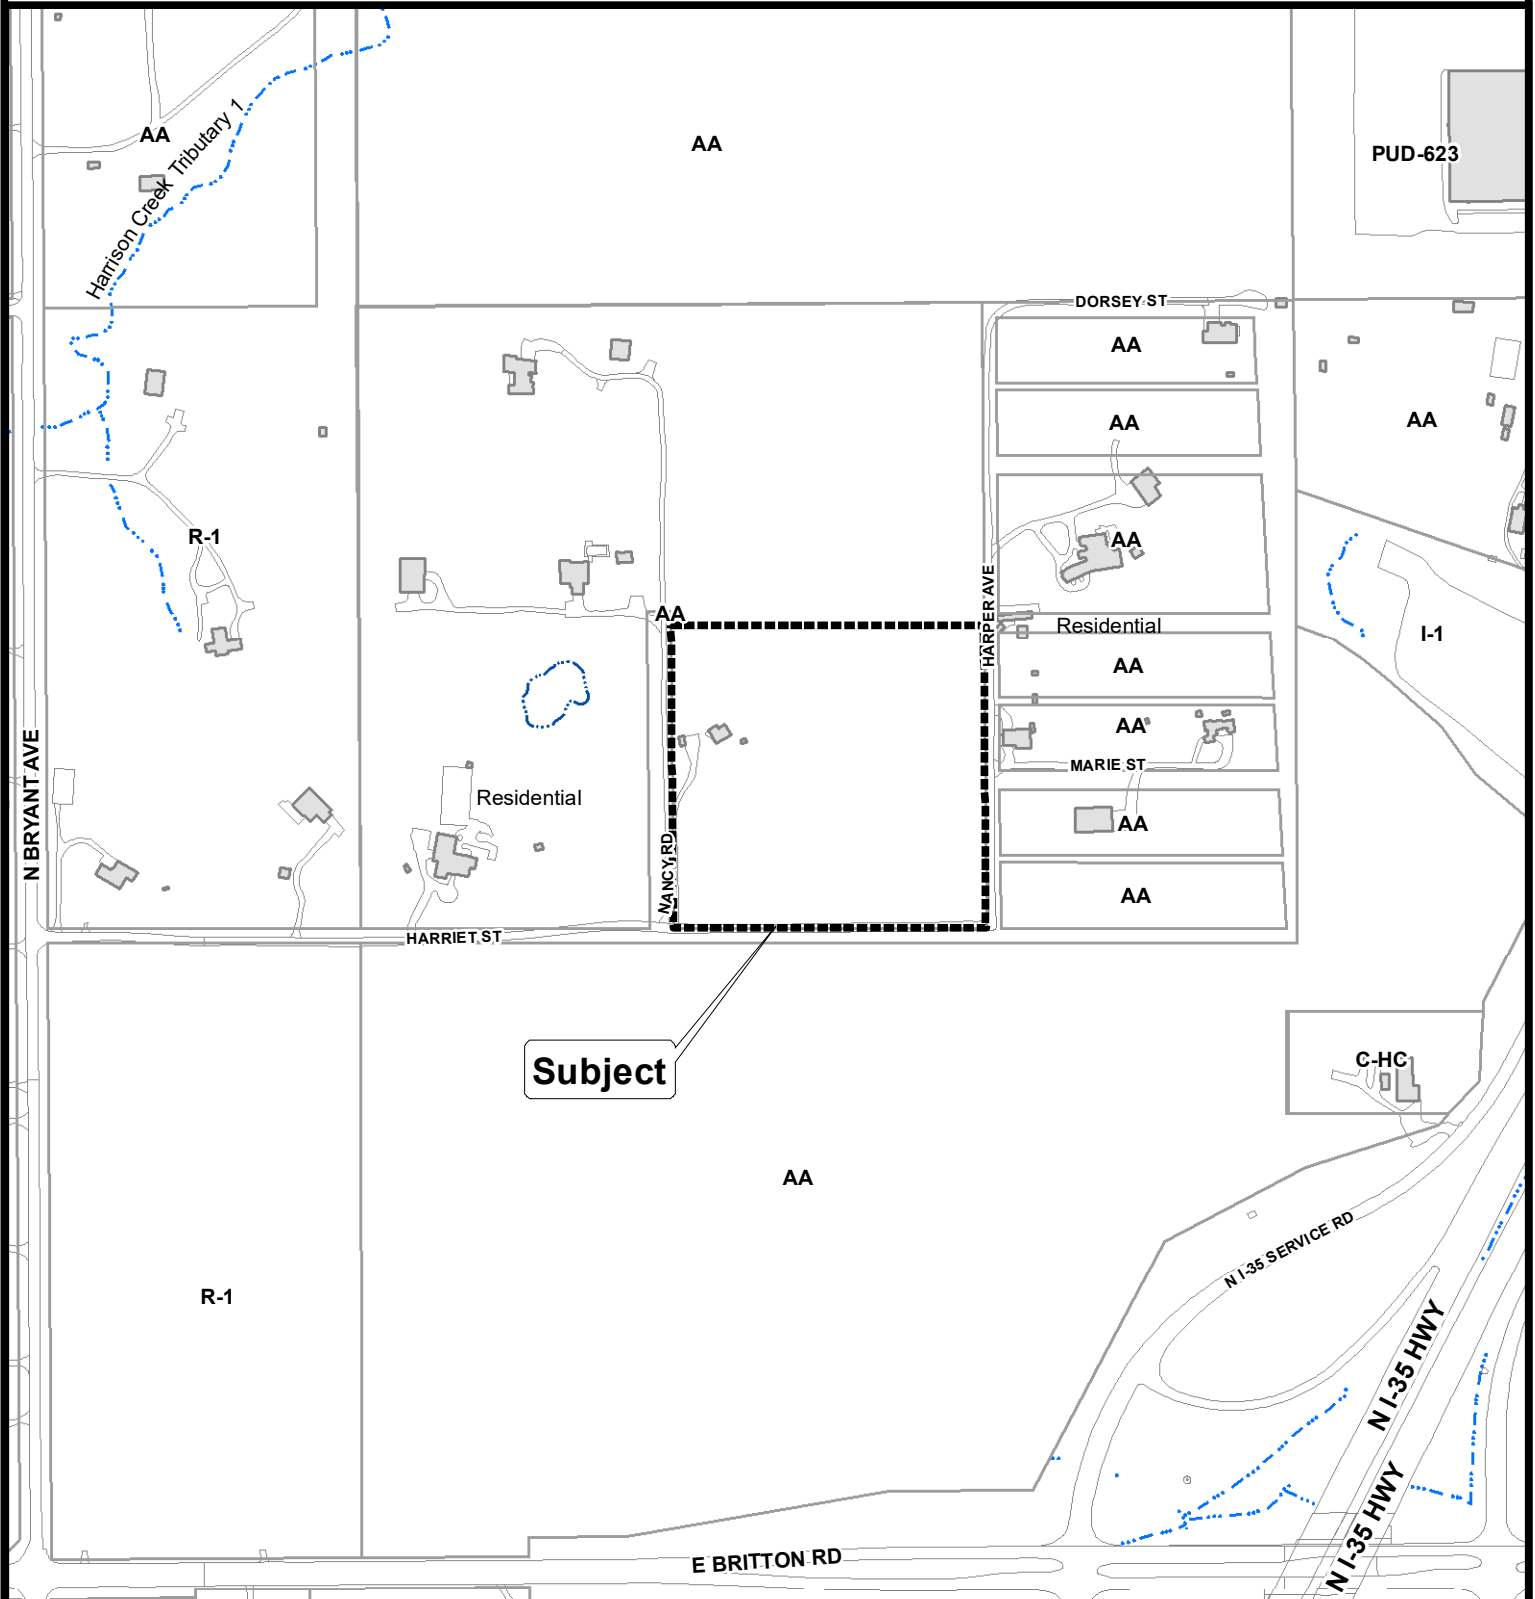 AA
Harrison Creek Tributary 1
AA
PUD-623
DORSEY ST
AA
AA
AA
R-1
AA
HARPER AVE
AA
Residential
I-1
AA
AA
N BRYANT AVE
MARIE ST
Residential
AA
NANCY RD
AA
HARRIET ST
Subject
C-HC
AA
N I-35 SERVICE RD
R-1
N I-35 HWY
N I-35 HWY
E BRITTON RD